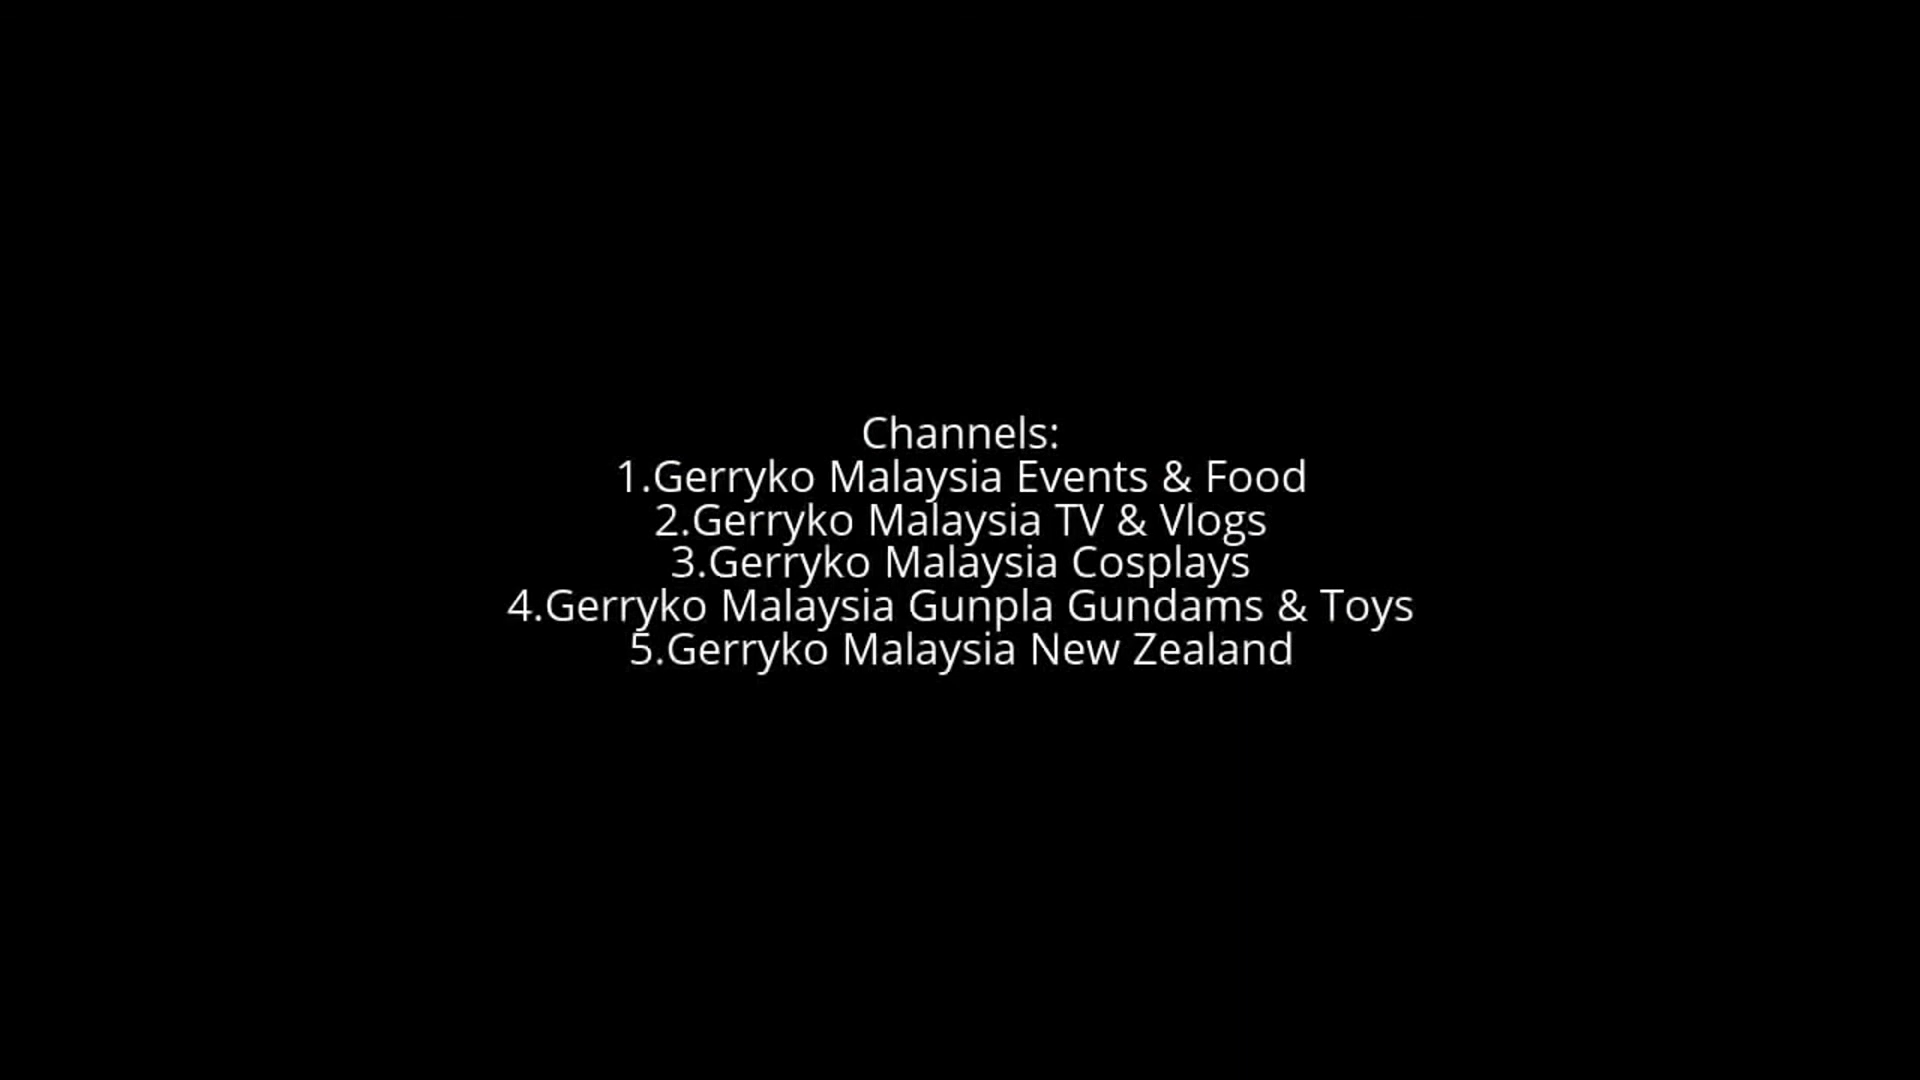 Channels:
1.Gerryko Malaysia Events & Food
2.Gerryko Malaysia TV & Vlogs
3.Gerryko Malaysia Cosplays
4.Gerryko Malaysia Gunpla Gundams & Toys
5.Gerryko Malaysia New Zealand